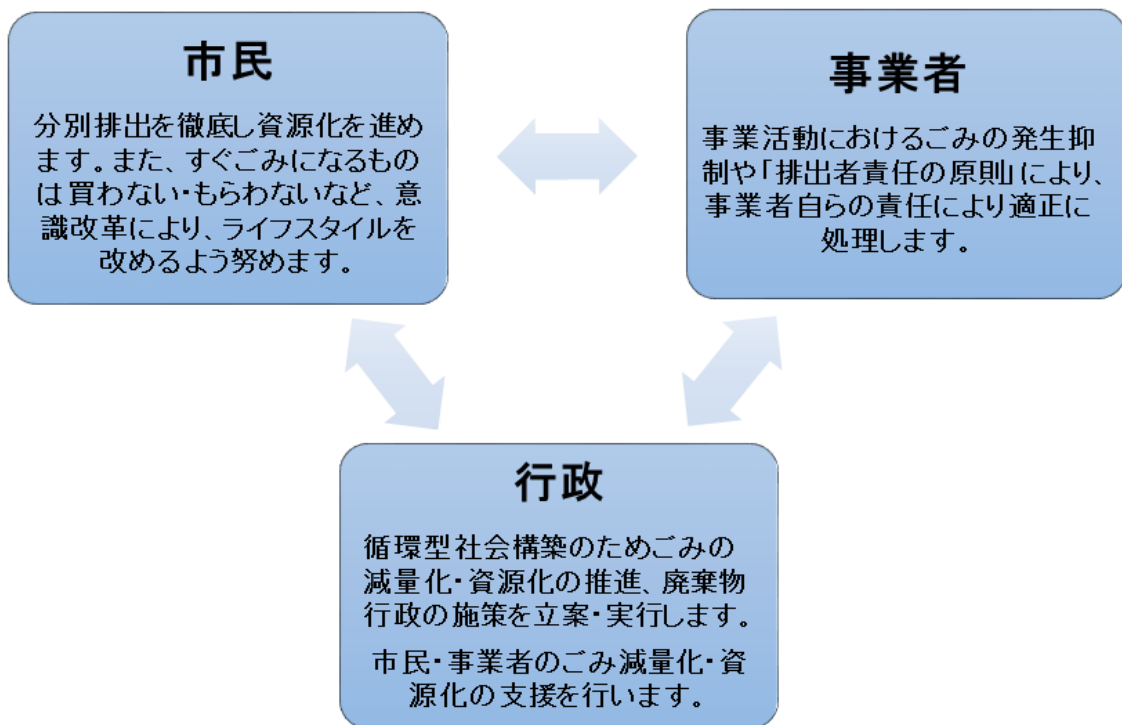 市民
分別排出を徹底し資源化を進め
ます。また、すぐごみになるもの
は買わない・もらわないなど、意
識改革により、ライフスタイルを
改めるよう努めます。
事業者
事業活動におけるごみの発生抑
制や「排出者責任の原則」により、
事業者自らの責任により適正に
処理します。
行政
循環型社会構築のためごみの
減量化・資源化の推進、廃棄物
行政の施策を立案・実行します。
市民・事業者のごみ減量化・資
源化の支援を行います。